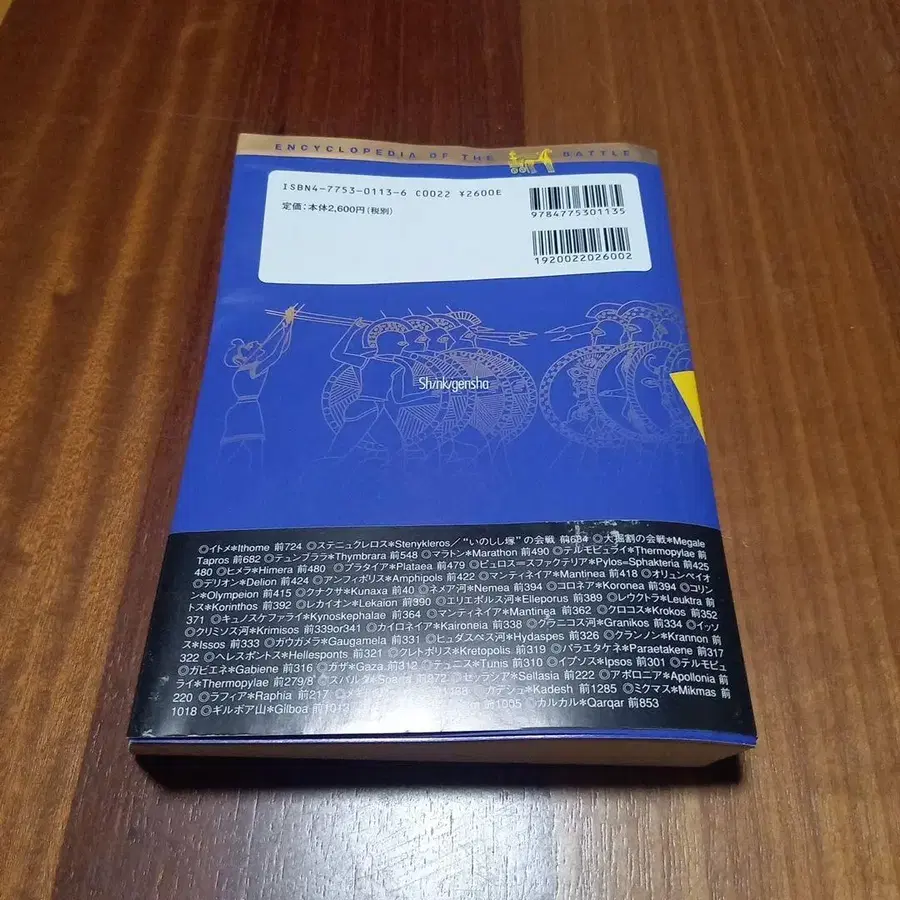 ENCYCLOPEDIA OF THE BATTLE
ISBN4-7753-0113-6 C0022 ¥2600E
定価:本体2,600円(税別)
9784775301135
1920022026002
Shinkigensha
◎イトメ*Ithome 前724 ◎ステニュクレロス*Stenykleros/“いのしし塚”の会戦 前684 ◎大掘割の会戦*Megale
Tapros 前682 ◎テュンブララ*Thymbrara 前548 ◎マラトン*Marathon 前490 ◎テルモピュライ*Thermopylae 前
480 ◎ヒメラ*Himera 前480 ◎プラタイア*Plataea 前479 ◎ピュロス=スファクテリア*Pylos=Sphakteria 前425
◎デリオン*Delion 前424 ◎アンフィポリス*Amphipols 前422 ◎マンティネイア*Mantinea 前418 ◎オリュンペイオ
ン*Olympeion 前415 ◎クナクサ*Kunaxa 前40 ◎ネメア河*Nemea 前394 ◎コロネア*Koronea 前394 ◎コリン
トス*Korinthos 前392 ◎レカイオン*Lekaion 前390 ◎エリエポルス河*Elleporus 前389 ◎レウクトラ*Leuktra 前
371 ◎キュノスケファライ*Kynoskephalae 前364 ◎マンティネイア*Mantinea 前362 ◎クロコス*Krokos 前352
◎クリミソス河*Krimisos 前339or341 ◎カイロネイア*Kaironeia 前338 ◎グラニコス河*Granikos 前334 ◎イッソ
ス*Issos 前333 ◎ガウガメラ*Gaugamela 前331 ◎ヒュダスペス河*Hydaspes 前326 ◎クランノン*Krannon 前
322 ◎ヘレスポントス*Hellesponts 前321 ◎クレトポリス*Kretopolis 前319 ◎パラエタケネ*Paraetakene 前317
◎ガビエネ*Gabiene 前316 ◎ガザ*Gaza 前312 ◎テュニス*Tunis 前310 ◎イプソス*Ipsos 前301 ◎テルモピュ
ライ*Thermopylae 前279/8 ◎スパルタ*Sparta 前272 ◎セッラシア*Sellasia 前222 ◎アポロニア*Apollonia 前
220 ◎ラフィア*Raphia 前217 ◎メギ カデシュ*Kadesh 前1285 ◎ミクマス*Mikmas 前
1018 ◎ギルボア山*Gilboa 前1013 前1005 ◎カルカル*Qarqar 前853